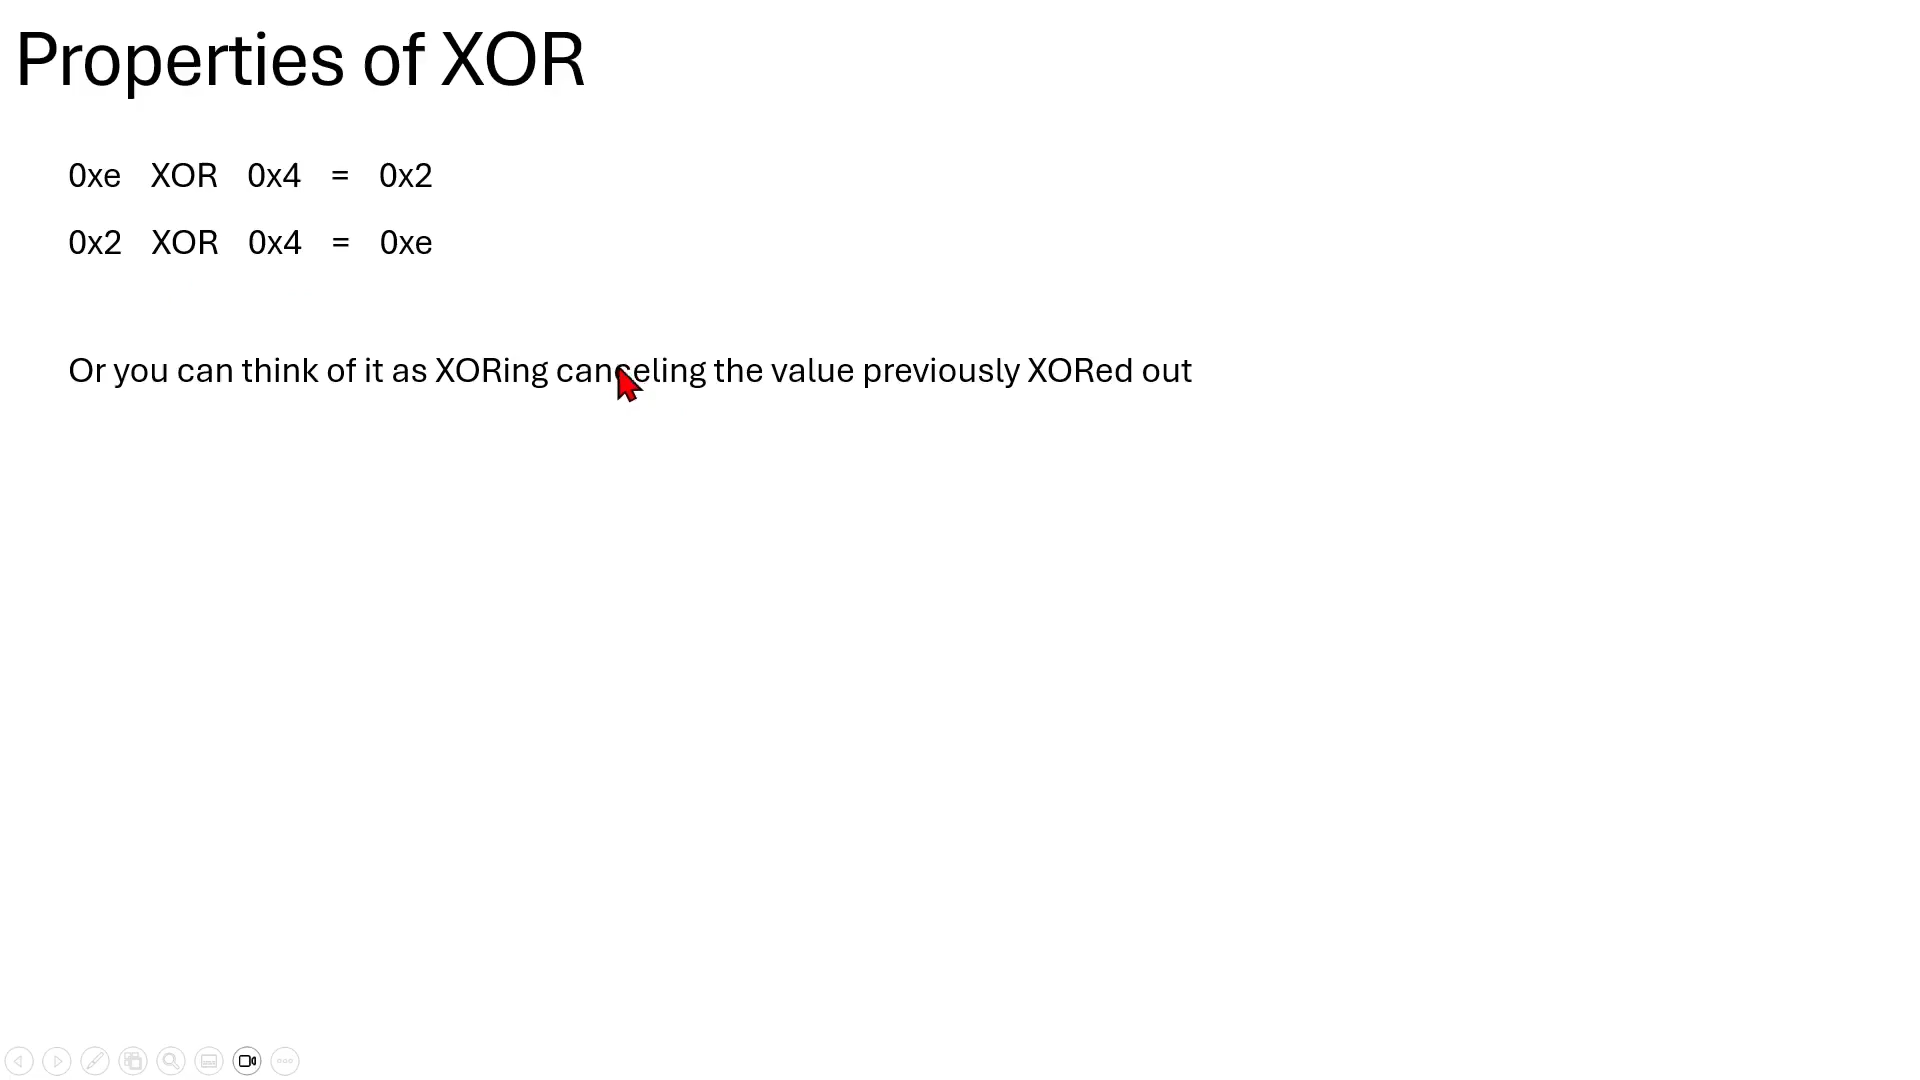 Properties of XOR
0xe XOR 0x4 = 0x2
0x2 XOR 0x4 = 0xe
Or you can think of it as XORing canceling the value previously XORed out